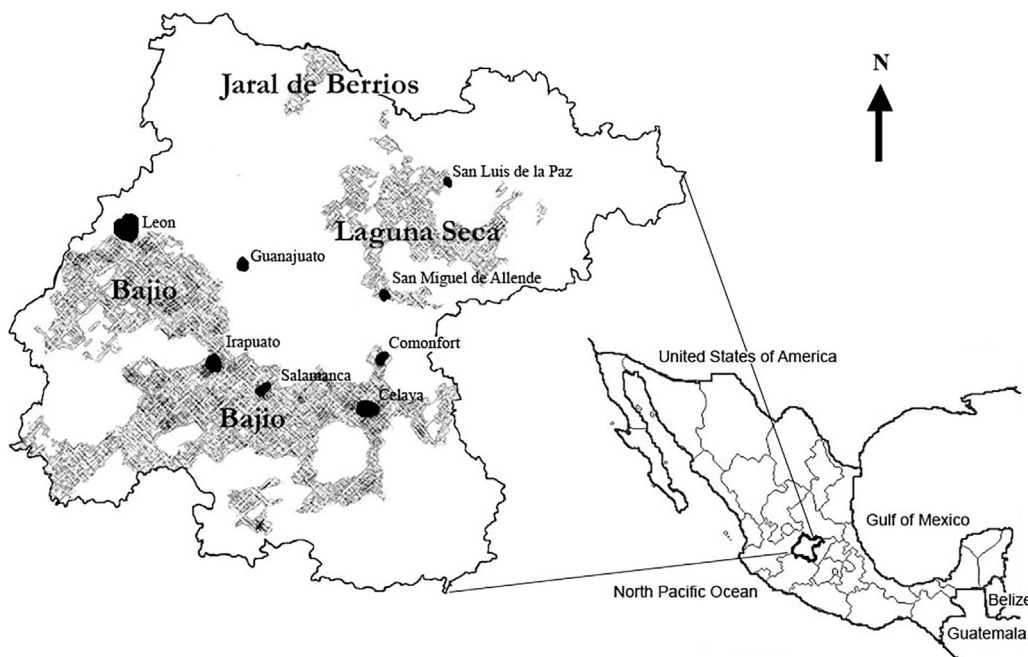 N
Jaral de Berrios
San Luis de la Paz
Leon
Laguna Seca
Guanajuato
San Miguel de Allende
Bajio
Irapuato
Comonfort
Salamanca
Celaya
Bajio
United States of America
Gulf of Mexico
North Pacific Ocean
Belize
Guatemala